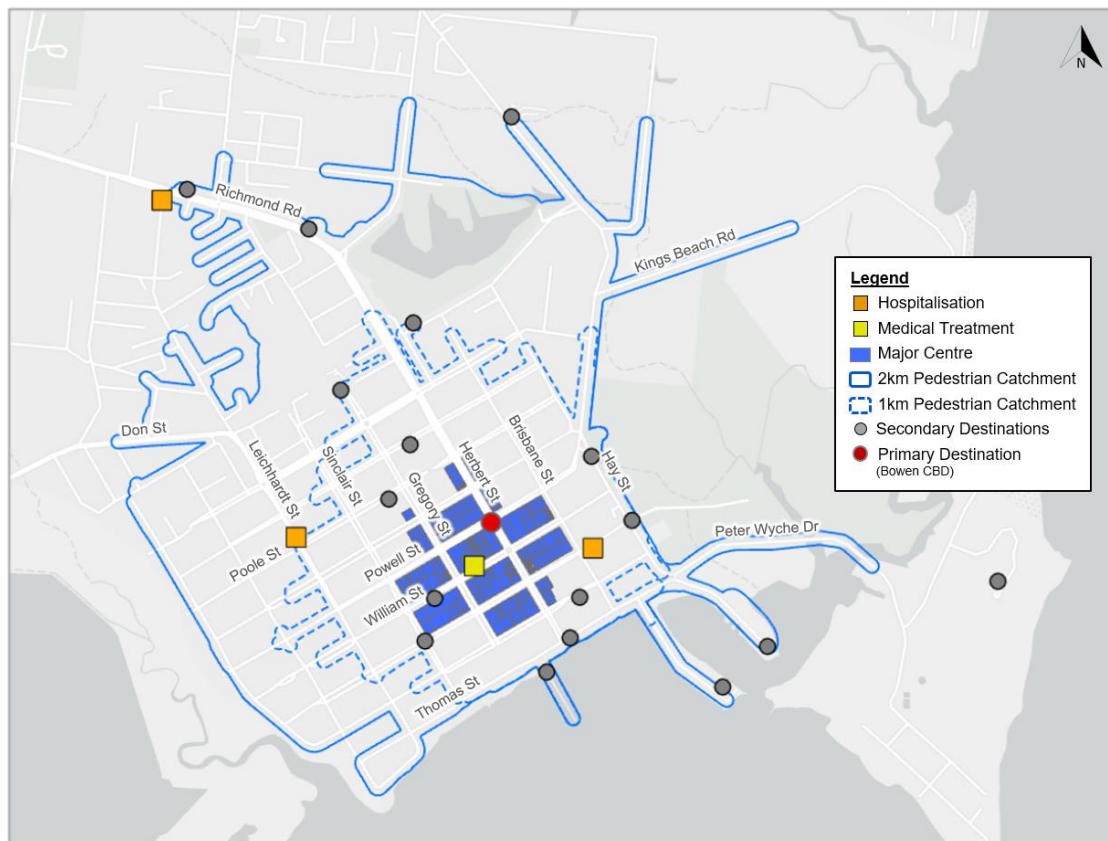 N
Richmond Rd
Kings Beach Rd
Legend
Hospitalisation
Medical Treatment
Major Centre
2km Pedestrian Catchment
1km Pedestrian Catchment
Secondary Destinations
Primary Destination
(Bowen CBD)
Don St
Leichhardt St
Sinclair St
Gregory St
Herbert St
Brisbane St
Hay St
Poole St
Powell St
William St
Peter Wyche Dr
Thomas St